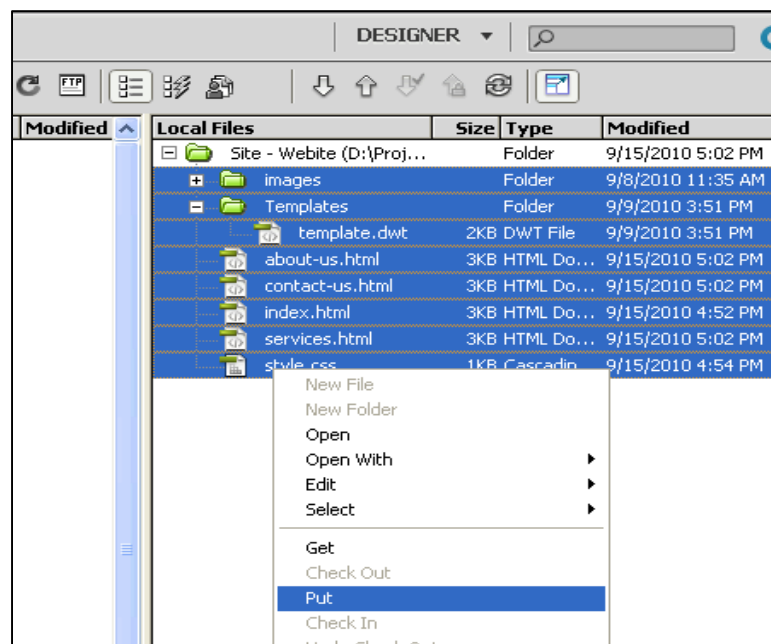 DESIGNER
FTP
Modified Local Files Size Type Modified
Site - Webite (D:\Proj... Folder 9/15/2010 5:02 PM
images Folder 9/8/2010 11:35 AM
Templates Folder 9/9/2010 3:51 PM
template.dwt 2KB DWT File 9/9/2010 3:51 PM
about-us.html 3KB HTML Do... 9/15/2010 5:02 PM
contact-us.html 3KB HTML Do... 9/15/2010 5:02 PM
index.html 3KB HTML Do... 9/15/2010 4:52 PM
services.html 3KB HTML Do... 9/15/2010 5:02 PM
style.css 1KB Cascadin 9/15/2010 4:54 PM
New File
New Folder
Open
Open With
Edit
Select
Get
Check Out
Put
Check In